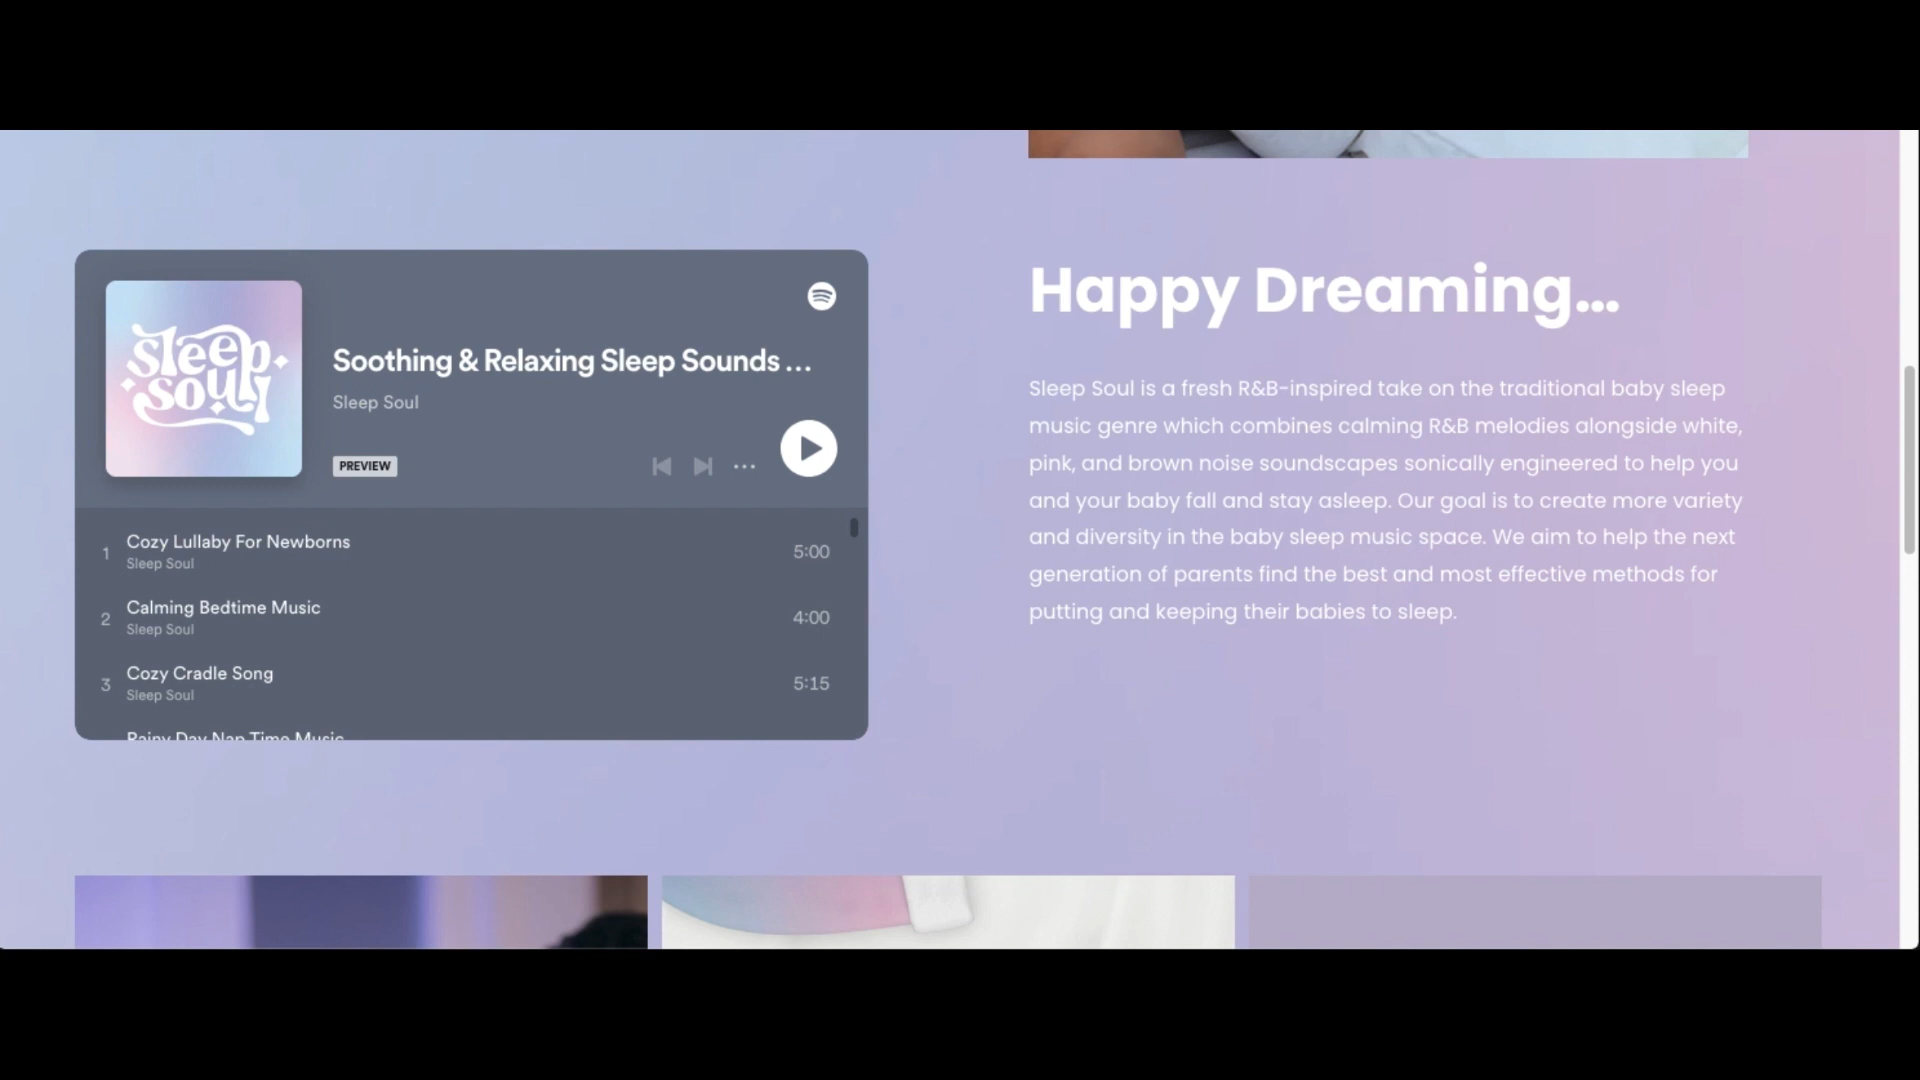 sleep
soul
Soothing & Relaxing Sleep Sounds ...
Sleep Soul
PREVIEW
1 Cozy Lullaby For Newborns 5:00
Sleep Soul
2 Calming Bedtime Music 4:00
Sleep Soul
3 Cozy Cradle Song 5:15
Sleep Soul
Rainy Day Nap Time Music
Happy Dreaming...
Sleep Soul is a fresh R&B-inspired take on the traditional baby sleep
music genre which combines calming R&B melodies alongside white,
pink, and brown noise soundscapes sonically engineered to help you
and your baby fall and stay asleep. Our goal is to create more variety
and diversity in the baby sleep music space. We aim to help the next
generation of parents find the best and most effective methods for
putting and keeping their babies to sleep.